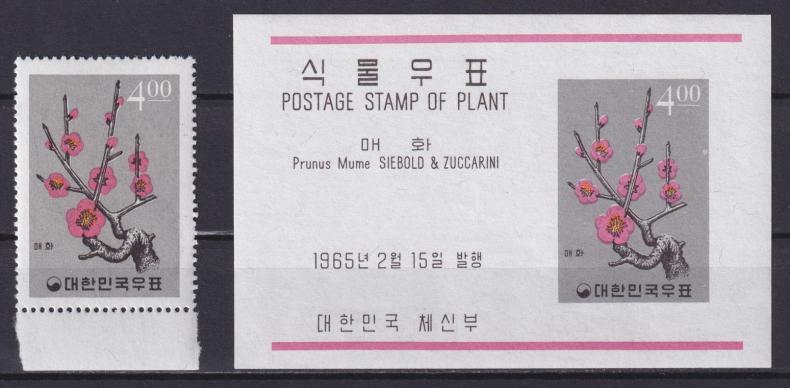 4.00
매화
대한민국우표
식물우표
POSTAGE STAMP OF PLANT
매화
Prunus Mume SIEBOLD & ZUCCARINI
1965년 2월 15일 발행
대한민국 체신부
4.00
매화
대한민국우표